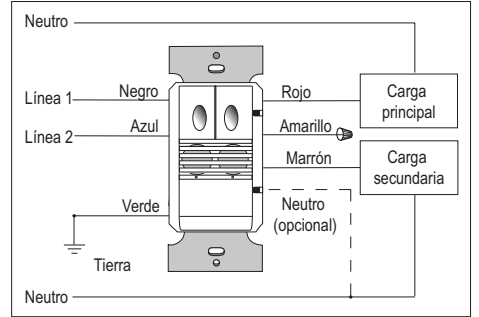 Neutro
Línea 1
Negro
Rojo
Carga
principal
Línea 2
Azul
Amarillo
Marrón
Carga
secundaria
Verde
Neutro
(opcional)
Tierra
Neutro